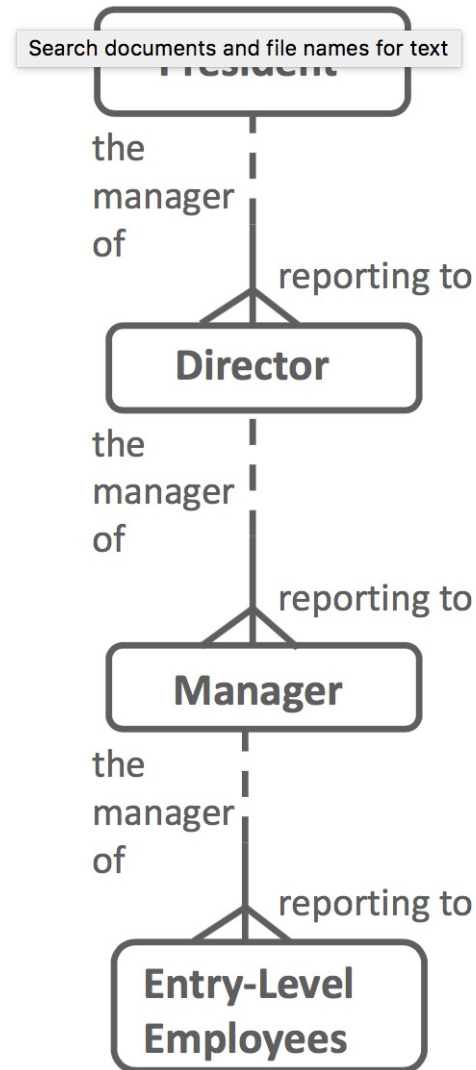 Search documents and file names for text
President
the
manager
of
reporting to
Director
the
manager
of
reporting to
Manager
the
manager
of
reporting to
Entry-Level
Employees